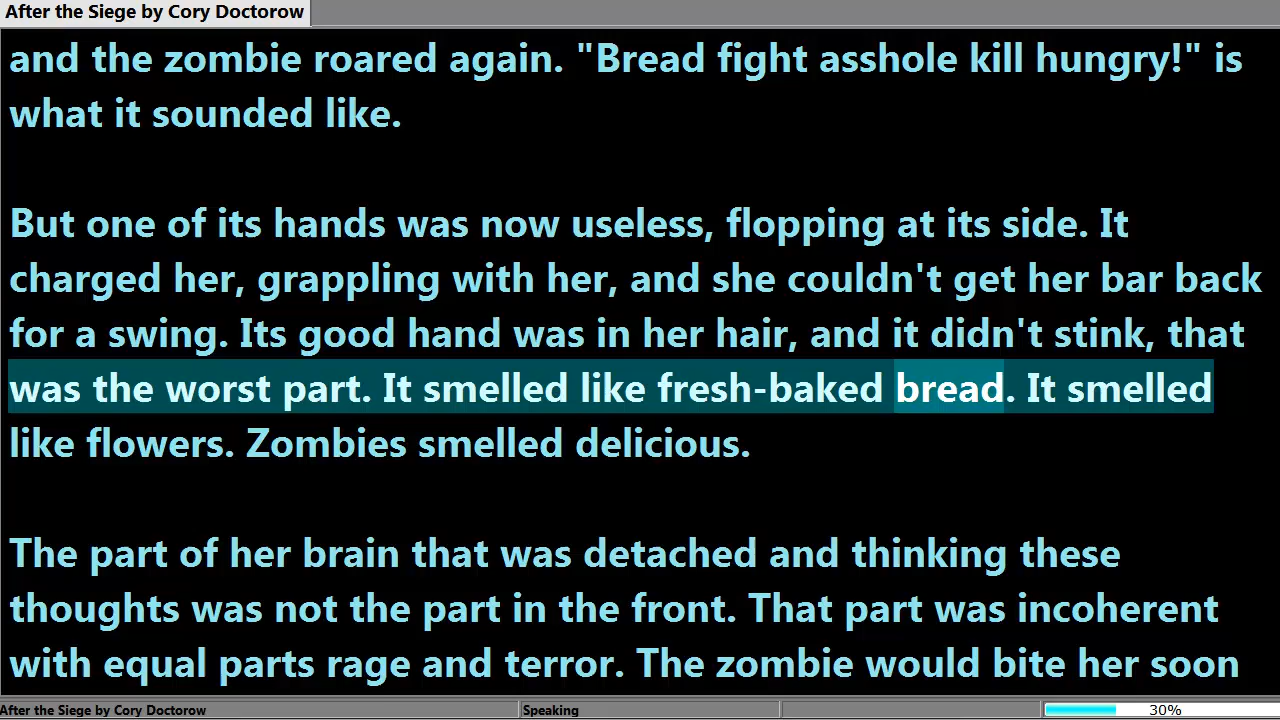 After the Siege by Cory Doctorow
and the zombie roared again. "Bread fight asshole kill hungry!" is
what it sounded like.
But one of its hands was now useless, flopping at its side. It
charged her, grappling with her, and she couldn't get her bar back
for a swing. Its good hand was in her hair, and it didn't stink, that
was the worst part. It smelled like fresh-baked bread. It smelled
like flowers. Zombies smelled delicious.
The part of her brain that was detached and thinking these
thoughts was not the part in the front. That part was incoherent
with equal parts rage and terror. The zombie would bite her soon
After the Siege by Cory Doctorow
Speaking
30%